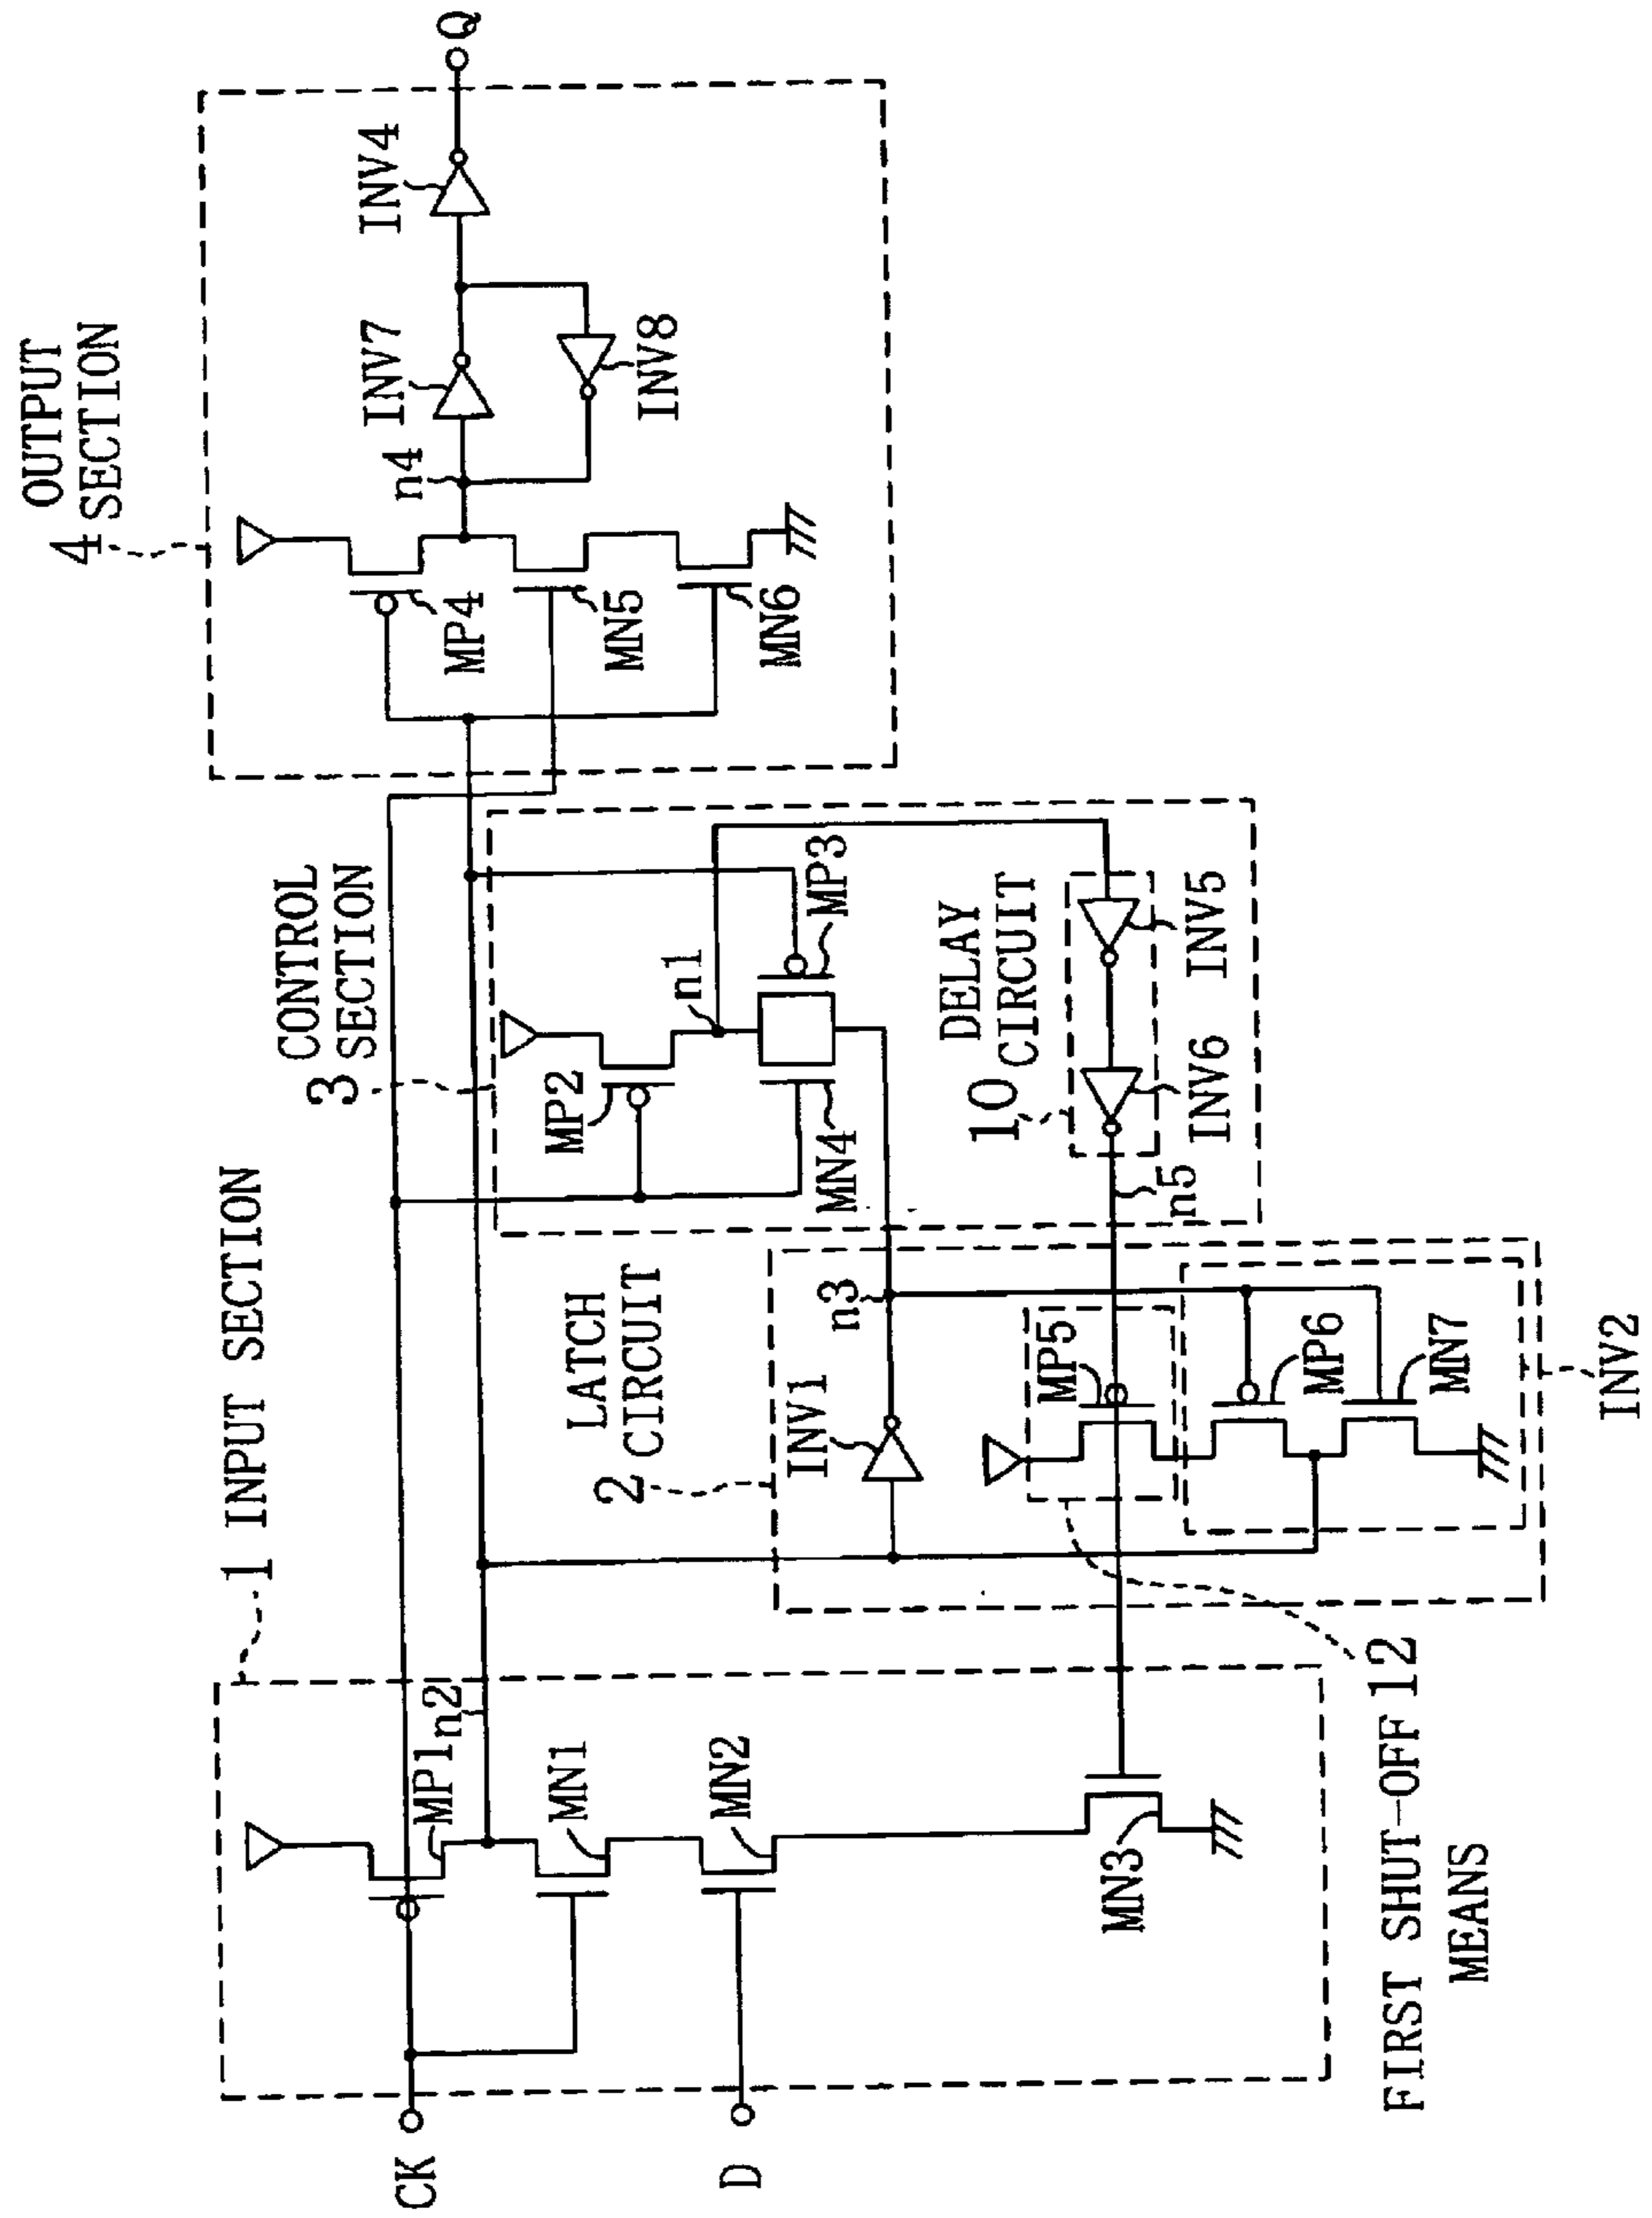 OUTPUT
4 SECTION
CONTROL
3 SECTION
1 INPUT SECTION
LATCH
2 CIRCUIT
DELAY
10 CIRCUIT
FIRST SHUT-OFF 12
MEANS
CK
D
Q
MP1
n2
MN1
MN2
MN3
INV1
n3
MP5
MP6
MN7
INV2
MP2
n1
MN4
MP3
INV5
INV6
n5
MP4
MN5
MN6
n4
INV7
INV8
INV4